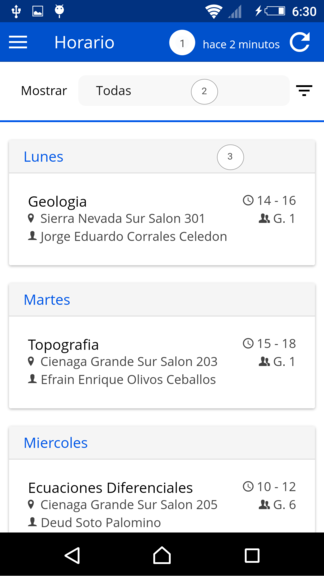 6:30
Horario 1 hace 2 minutos
Mostrar Todas 2
Lunes 3
Geologia 14 - 16
Sierra Nevada Sur Salon 301 G. 1
Jorge Eduardo Corrales Celedon
Martes
Topografia 15 - 18
Cienaga Grande Sur Salon 203 G. 1
Efrain Enrique Olivos Ceballos
Miercoles
Ecuaciones Diferenciales 10 - 12
Cienaga Grande Sur Salon 205 G. 6
Deud Soto Palomino